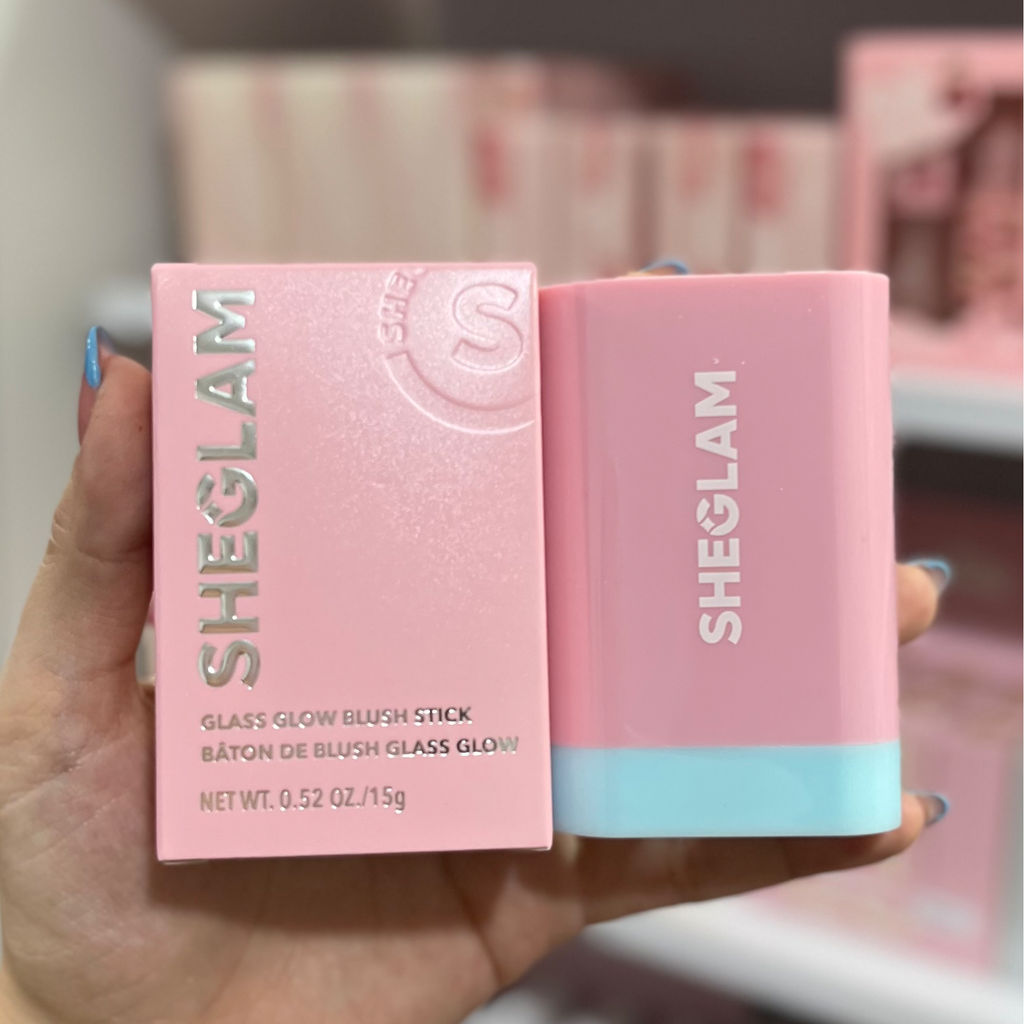 SHEGLAM
SHE
S
GLASS GLOW BLUSH STICK
BÂTON DE BLUSH GLASS GLOW
NET WT. 0.52 OZ./15g
SHEGLAM